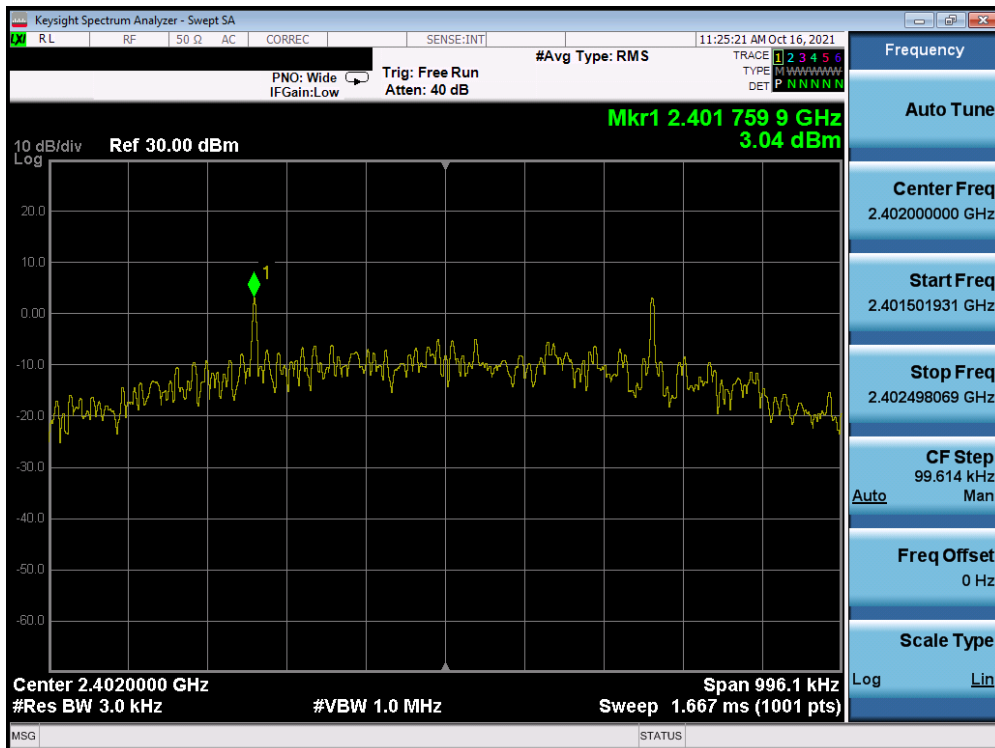 Keysight Spectrum Analyzer - Swept SA
LXI RL RF 50 Ω AC CORREC SENSE:INT 11:25:21 AM Oct 16, 2021
#Avg Type: RMS
TRACE 1 2 3 4 5 6
TYPE M WWWWW
DET P N N N N N
PNO: Wide
IFGain:Low
Trig: Free Run
Atten: 40 dB
Mkr1 2.401 759 9 GHz
3.04 dBm
10 dB/div
Log
Ref 30.00 dBm
20.0
10.0
1
0.00
-10.0
-20.0
-30.0
-40.0
-50.0
-60.0
Center 2.4020000 GHz
Span 996.1 kHz
#Res BW 3.0 kHz
#VBW 1.0 MHz
Sweep 1.667 ms (1001 pts)
MSG
STATUS
Frequency
Auto Tune
Center Freq
2.402000000 GHz
Start Freq
2.401501931 GHz
Stop Freq
2.402498069 GHz
CF Step
99.614 kHz
Auto Man
Freq Offset
0 Hz
Scale Type
Log Lin